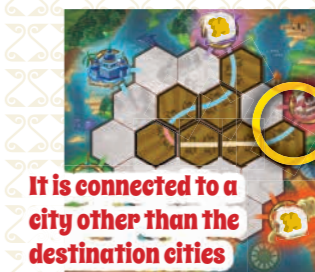 It is connected to a
city other than the
destination cities